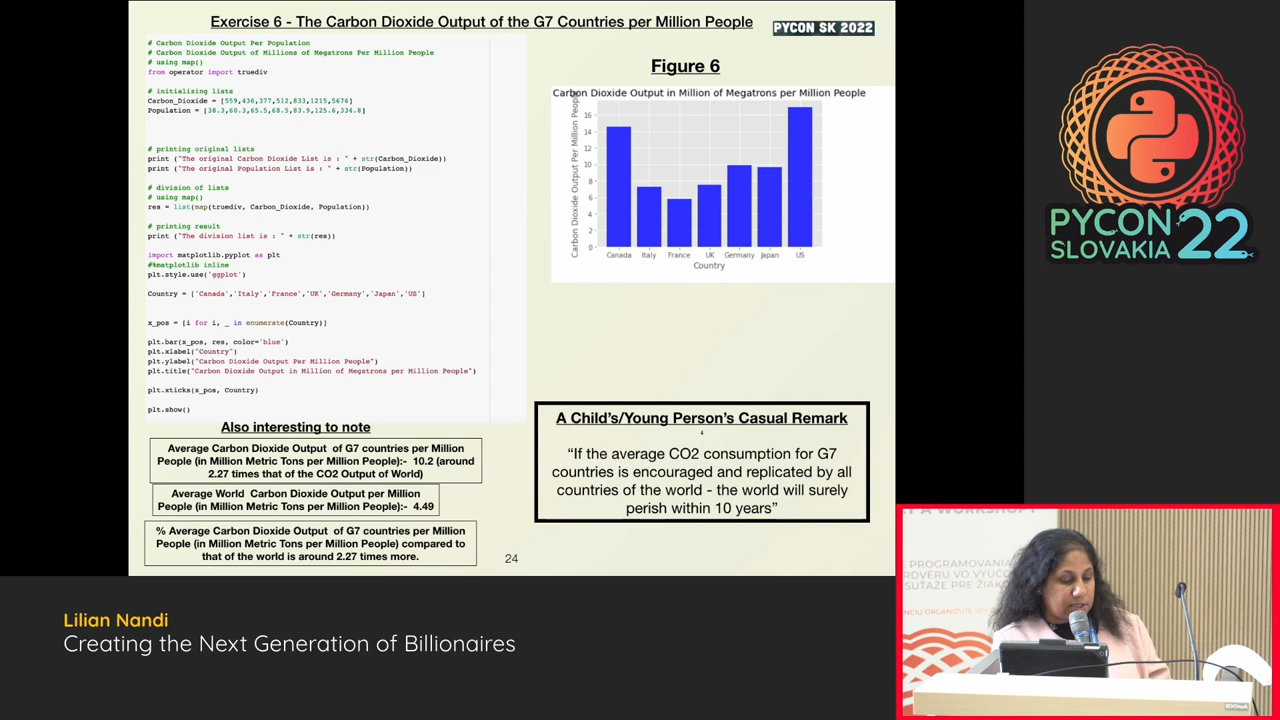 Exercise 6 - The Carbon Dioxide Output of the G7 Countries per Million People
PYCON SK 2022
# Carbon Dioxide Output Per Population
# Carbon Dioxide Output of Millions of Megatrons Per Million People
# using map()
from operator import truediv
# initializing lists
Carbon_Dioxide = [559,436,377,512,833,1215,5676]
Population = [38.3,60.3,65.5,68.5,83.9,125.6,334.8]
# printing original lists
print ("The original Carbon Dioxide List is : " + str(Carbon_Dioxide))
print ("The original Population List is : " + str(Population))
# division of lists
# using map()
res = list(map(truediv, Carbon_Dioxide, Population))
# printing result
print ("The division list is : " + str(res))
import matplotlib.pyplot as plt
#%matplotlib inline
plt.style.use('ggplot')
Country = ['Canada','Italy','France','UK','Germany','Japan','US']
x_pos = [i for i, _ in enumerate(Country)]
plt.bar(x_pos, res, color='blue')
plt.xlabel("Country")
plt.ylabel("Carbon Dioxide Output Per Million People")
plt.title("Carbon Dioxide Output in Million of Megatrons per Million People")
plt.xticks(x_pos, Country)
plt.show()
Figure 6
Carbon Dioxide Output in Million of Megatrons per Million People
Carbon Dioxide Output Per Million People
16
14
12
10
8
6
4
2
0
Canada Italy France UK Germany Japan US
Country
Also interesting to note
Average Carbon Dioxide Output of G7 countries per Million
People (in Million Metric Tons per Million People):- 10.2 (around
2.27 times that of the CO2 Output of World)
Average World Carbon Dioxide Output per Million
People (in Million Metric Tons per Million People):- 4.49
% Average Carbon Dioxide Output of G7 countries per Million
People (in Million Metric Tons per Million People) compared to
that of the world is around 2.27 times more.
A Child's/Young Person's Casual Remark
‘
“If the average CO2 consumption for G7
countries is encouraged and replicated by all
countries of the world - the world will surely
perish within 10 years”
24
PYCON
SLOVAKIA 22
Lilian Nandi
Creating the Next Generation of Billionaires
A WORKSHOP
E PROGRAMOVANIA